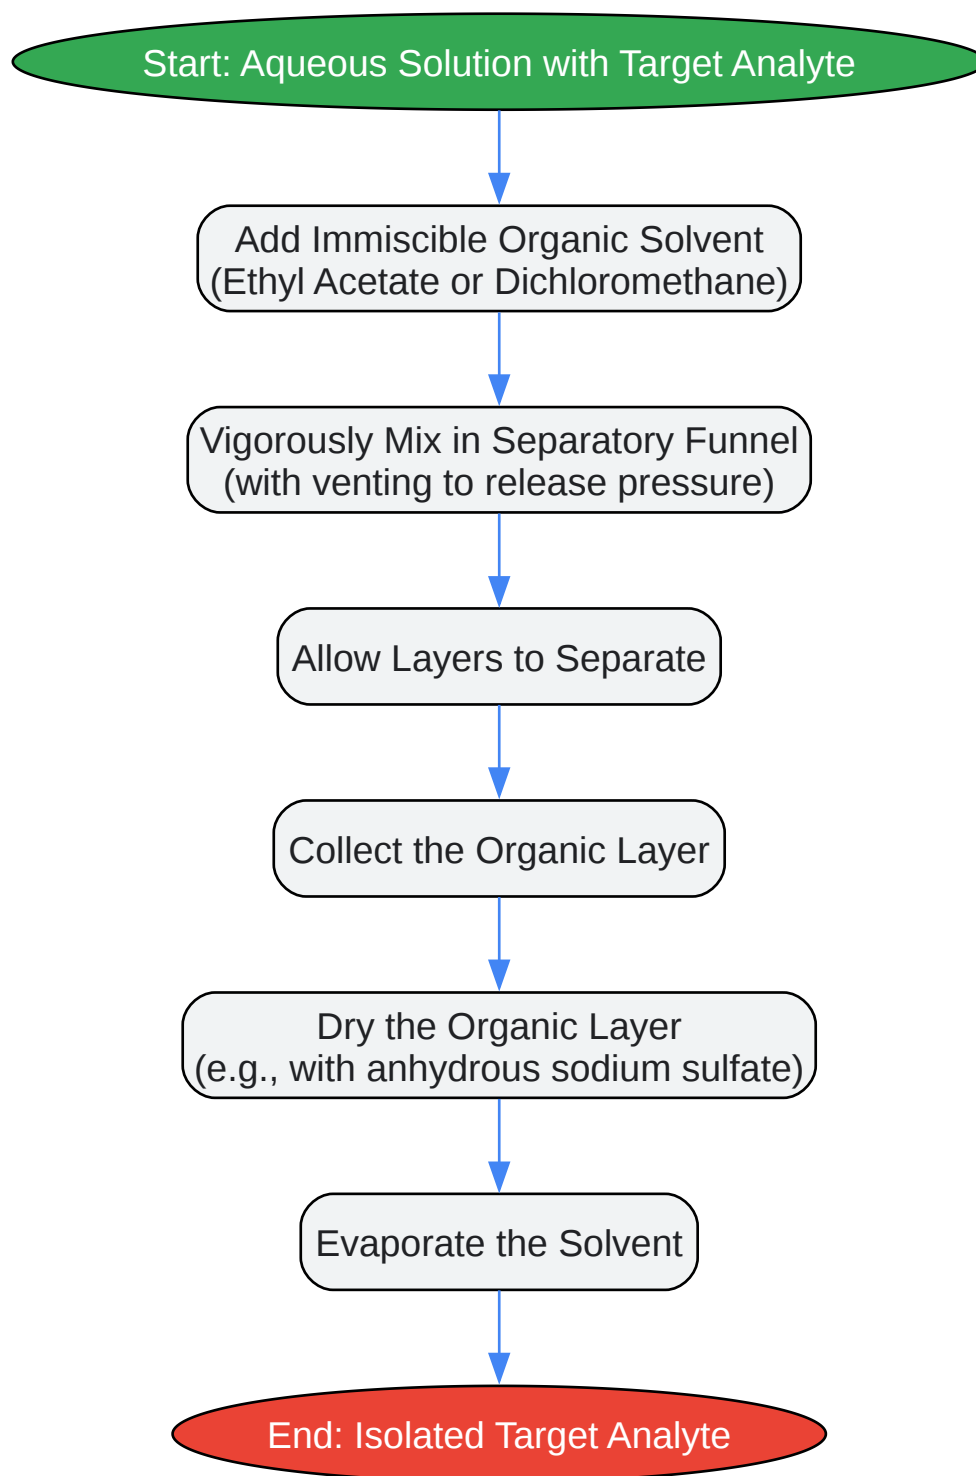 Start: Aqueous Solution with Target Analyte
Add Immiscible Organic Solvent
(Ethyl Acetate or Dichloromethane)
Vigorously Mix in Separatory Funnel
(with venting to release pressure)
Allow Layers to Separate
Collect the Organic Layer
Dry the Organic Layer
(e.g., with anhydrous sodium sulfate)
Evaporate the Solvent
End: Isolated Target Analyte